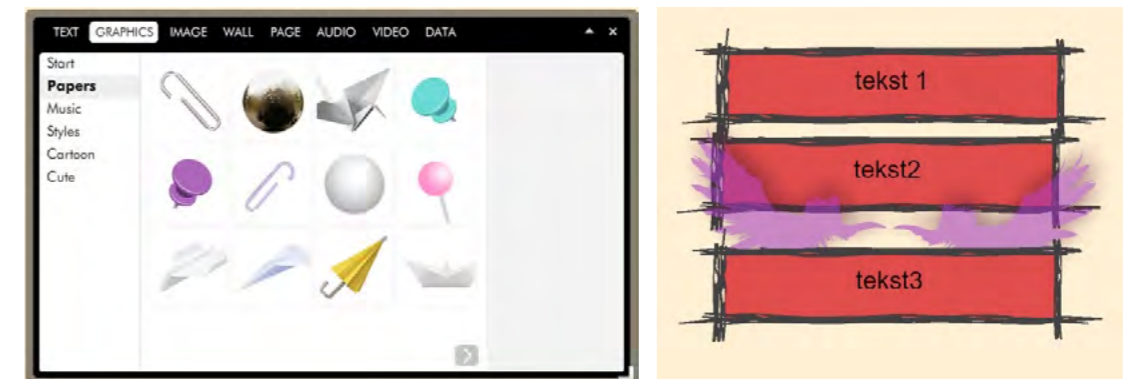 TEXT GRAPHICS IMAGE WALL PAGE AUDIO VIDEO DATA
Start
Papers
Music
Styles
Cartoon
Cute
tekst 1
tekst2
tekst3